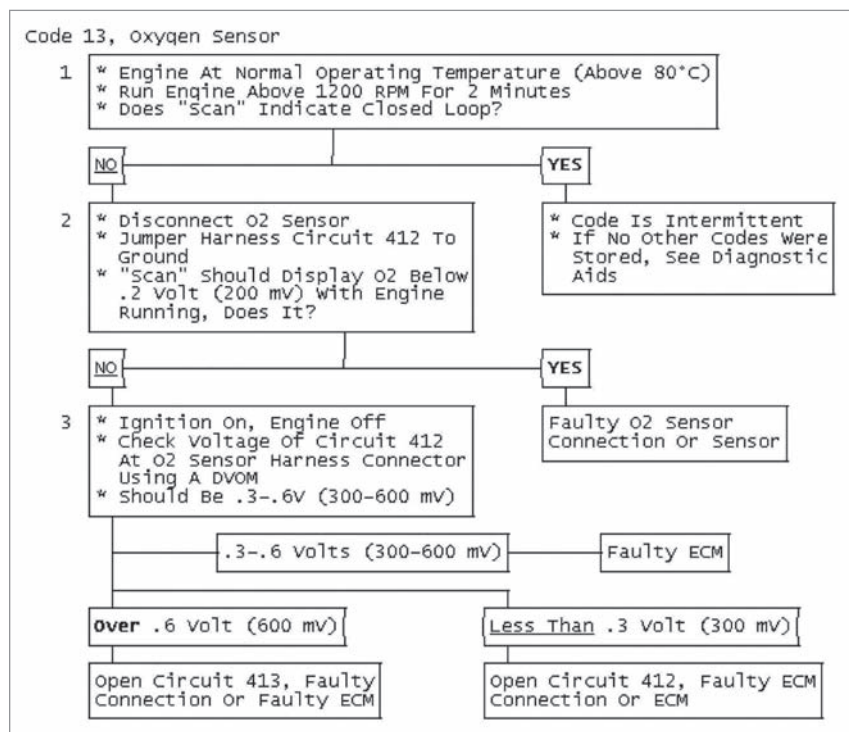 Code 13, Oxygen Sensor
1
* Engine At Normal Operating Temperature (Above 80°C)
* Run Engine Above 1200 RPM For 2 Minutes
* Does "Scan" Indicate Closed Loop?
NO
YES
2
* Disconnect O2 Sensor
* Jumper Harness Circuit 412 To
Ground
* "Scan" Should Display O2 Below
.2 Volt (200 mV) With Engine
Running, Does It?
* Code Is Intermittent
* If No Other Codes Were
Stored, See Diagnostic
Aids
NO
YES
3
* Ignition On, Engine Off
* Check Voltage Of Circuit 412
At O2 Sensor Harness Connector
Using A DVOM
* Should Be .3-.6V (300-600 mV)
Faulty O2 Sensor
Connection Or Sensor
.3-.6 Volts (300-600 mV)
Faulty ECM
Over .6 Volt (600 mV)
Less Than .3 Volt (300 mV)
Open Circuit 413, Faulty
Connection Or Faulty ECM
Open Circuit 412, Faulty ECM
Connection Or ECM